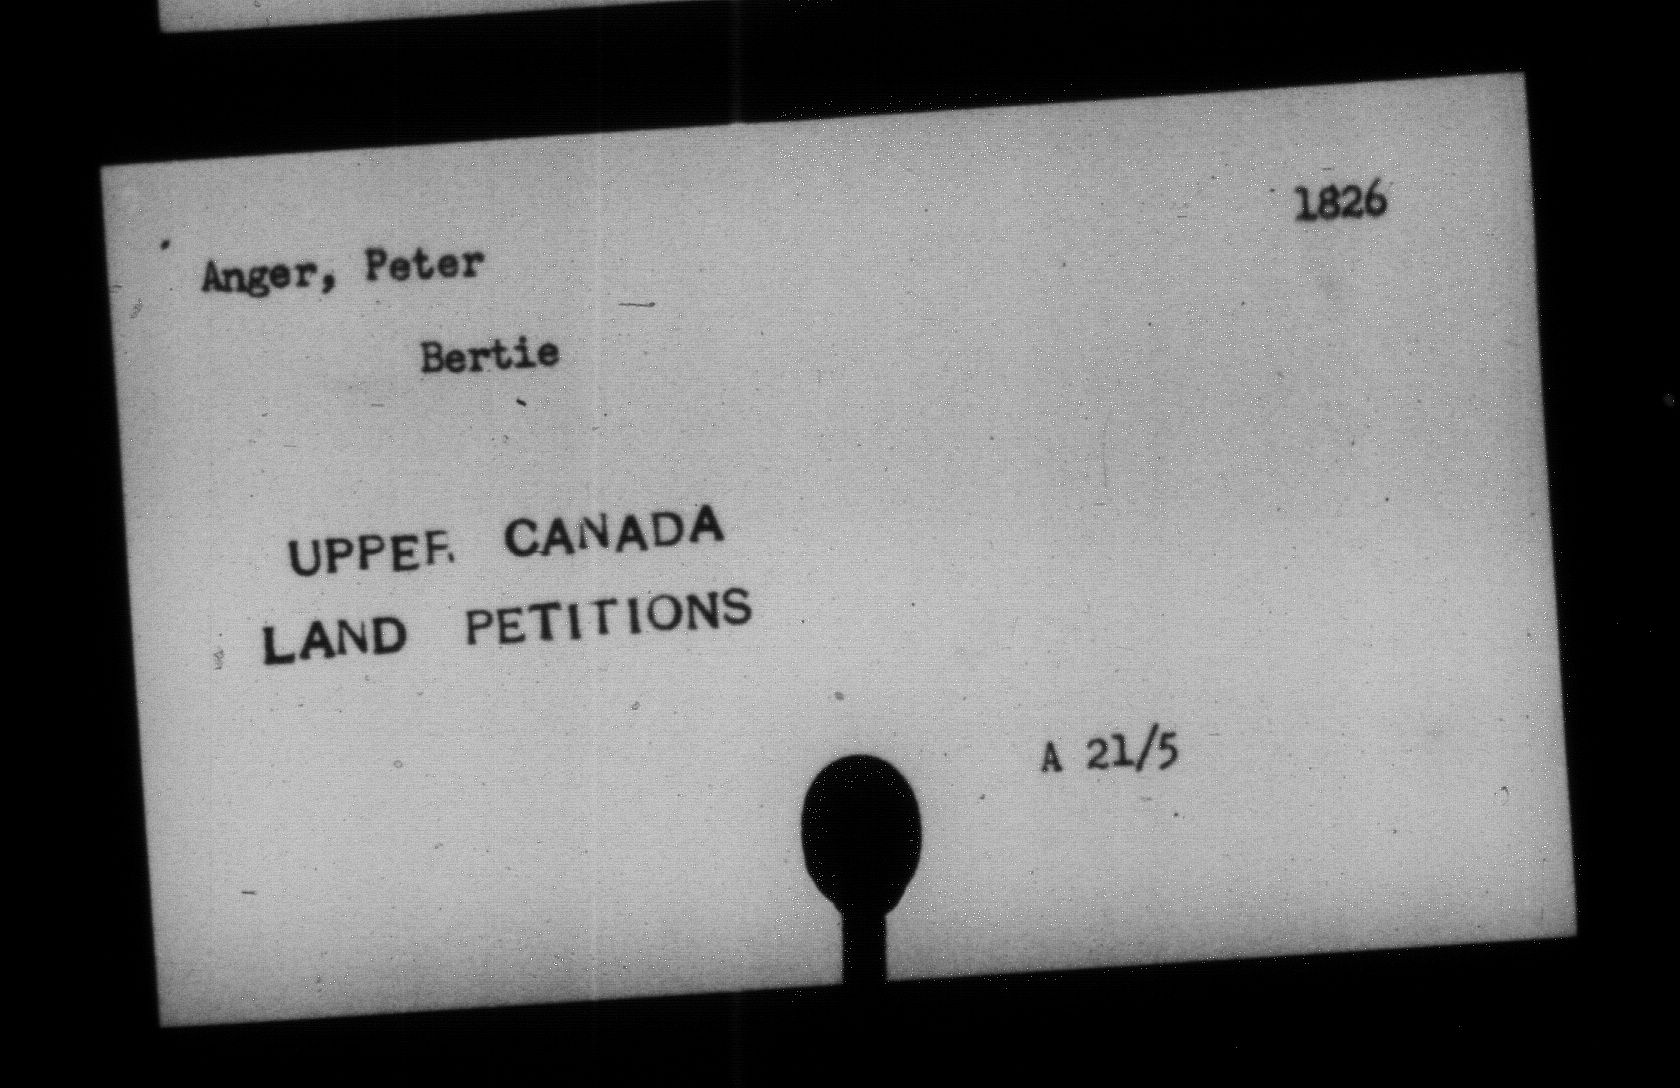 1826
Anger, Peter
Bertie
UPPER CANADA
LAND PETITIONS
A 21/5